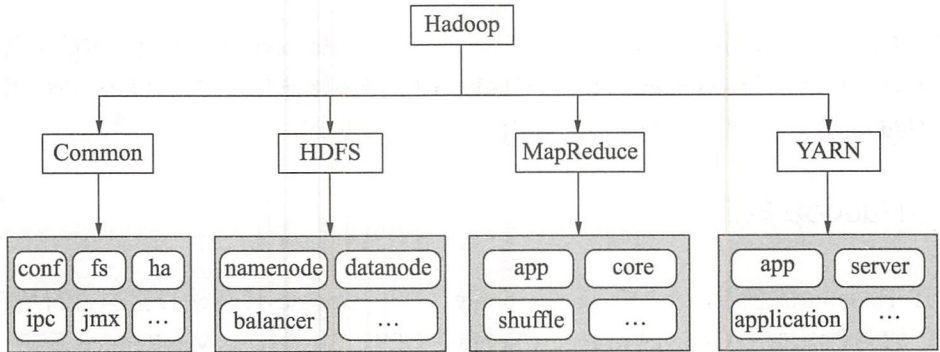 Hadoop
Common HDFS MapReduce YARN
conf fs ha namenode datanode app core app server
ipc jmx … balancer … shuffle … application …